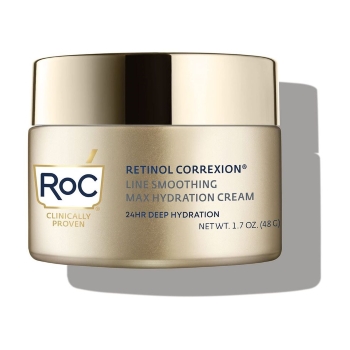 RoC
CLINICALLY
PROVEN
RETINOL CORREXION®
LINE SMOOTHING
MAX HYDRATION CREAM
24HR DEEP HYDRATION
NET WT. 1.7 OZ. (48 G)